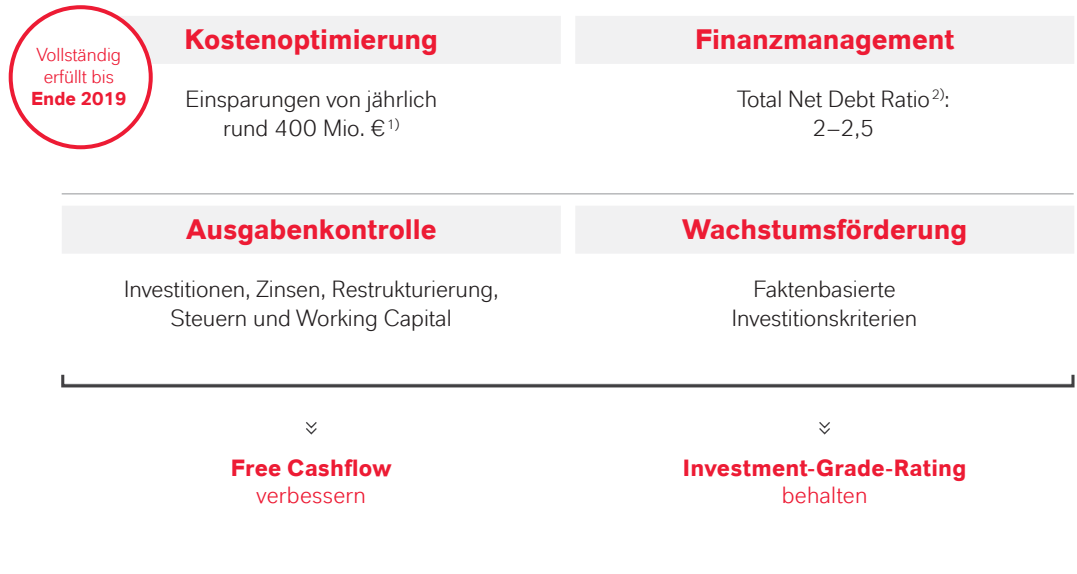 Vollständig
erfüllt bis
Ende 2019
Kostenoptimierung
Einsparungen von jährlich
rund 400 Mio. €¹⁾
Finanzmanagement
Total Net Debt Ratio²⁾:
2–2,5
Ausgabenkontrolle
Investitionen, Zinsen, Restrukturierung,
Steuern und Working Capital
Wachstumsförderung
Faktenbasierte
Investitionskriterien
Free Cashflow
verbessern
Investment-Grade-Rating
behalten